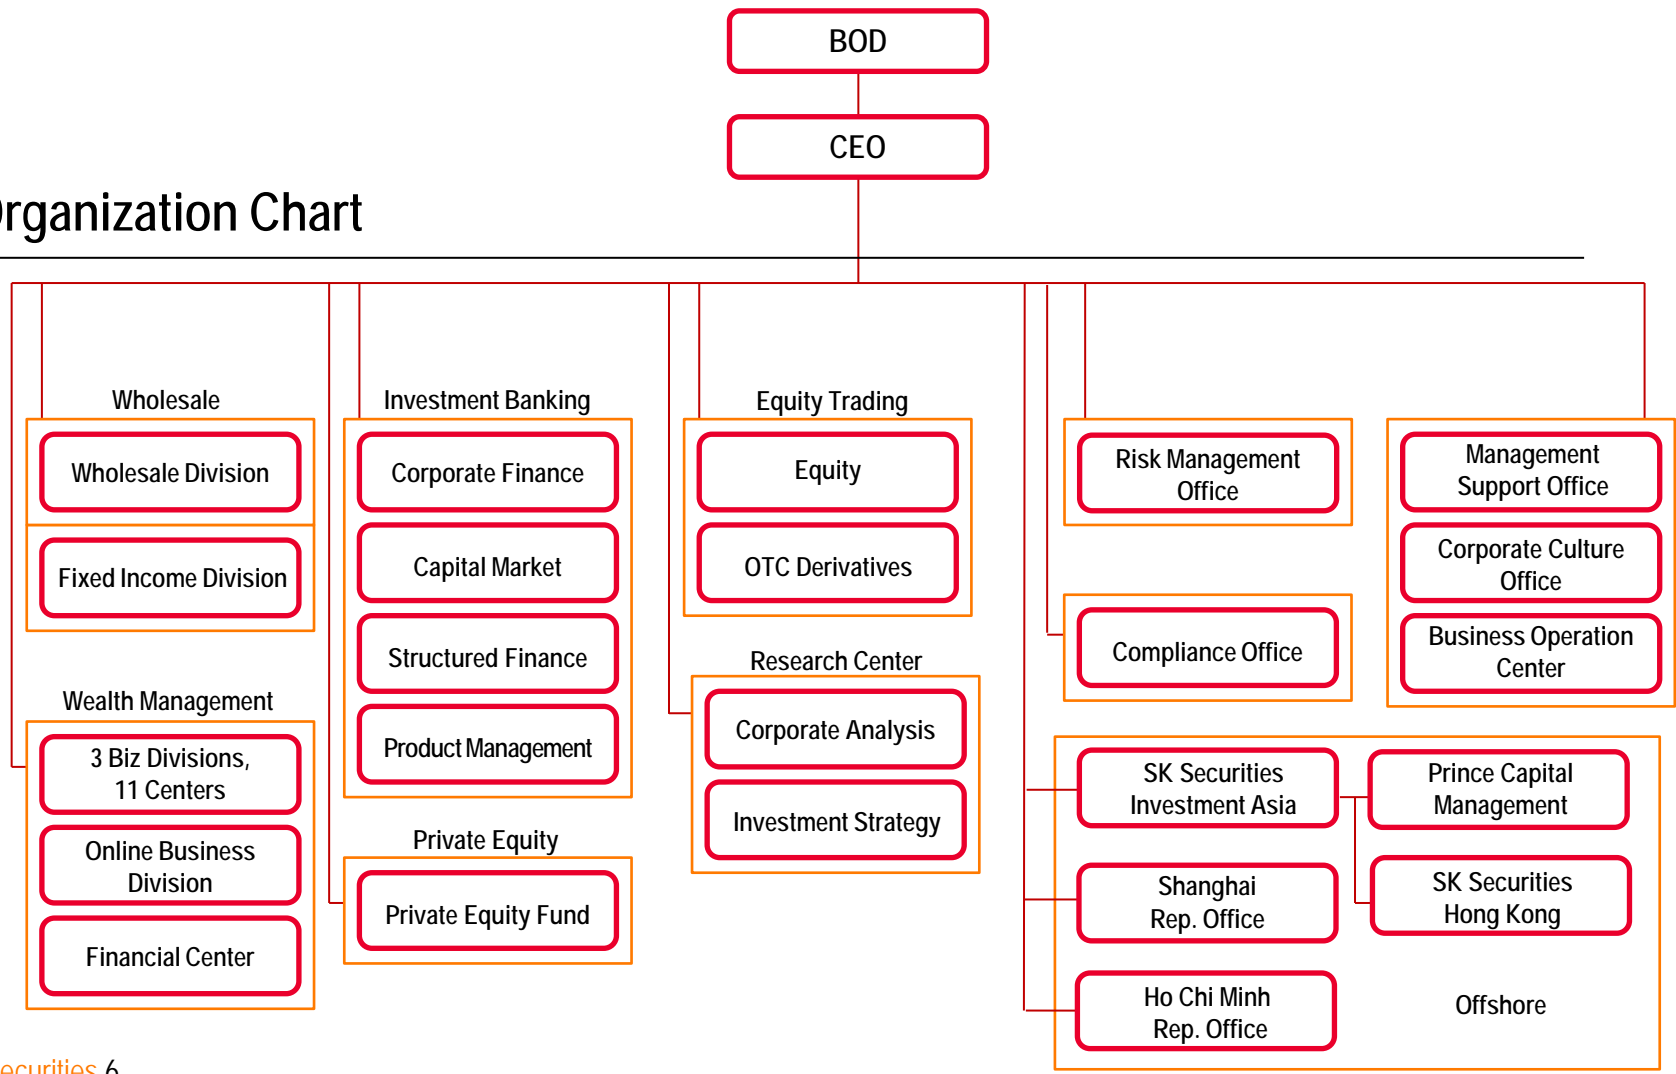 BOD
CEO
Organization Chart
Wholesale
Wholesale Division
Fixed Income Division
Wealth Management
3 Biz Divisions,
11 Centers
Online Business
Division
Financial Center
Investment Banking
Corporate Finance
Capital Market
Structured Finance
Product Management
Private Equity
Private Equity Fund
Equity Trading
Equity
OTC Derivatives
Research Center
Corporate Analysis
Investment Strategy
Risk Management
Office
Compliance Office
Management
Support Office
Corporate Culture
Office
Business Operation
Center
SK Securities
Investment Asia
Prince Capital
Management
Shanghai
Rep. Office
SK Securities
Hong Kong
Ho Chi Minh
Rep. Office
Offshore
ecurities 6